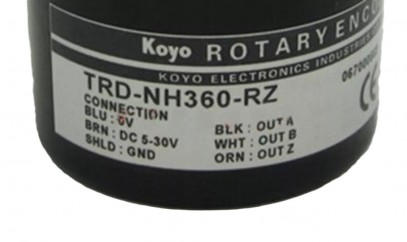 Koyo ROTARY ENCO
KOYO ELECTRONICS INDUSTRIES
TRD-NH360-RZ
CONNECTION
BLU : 0V
BRN : DC 5-30V
SHLD : GND
BLK : OUT A
WHT : OUT B
ORN : OUT Z
CE